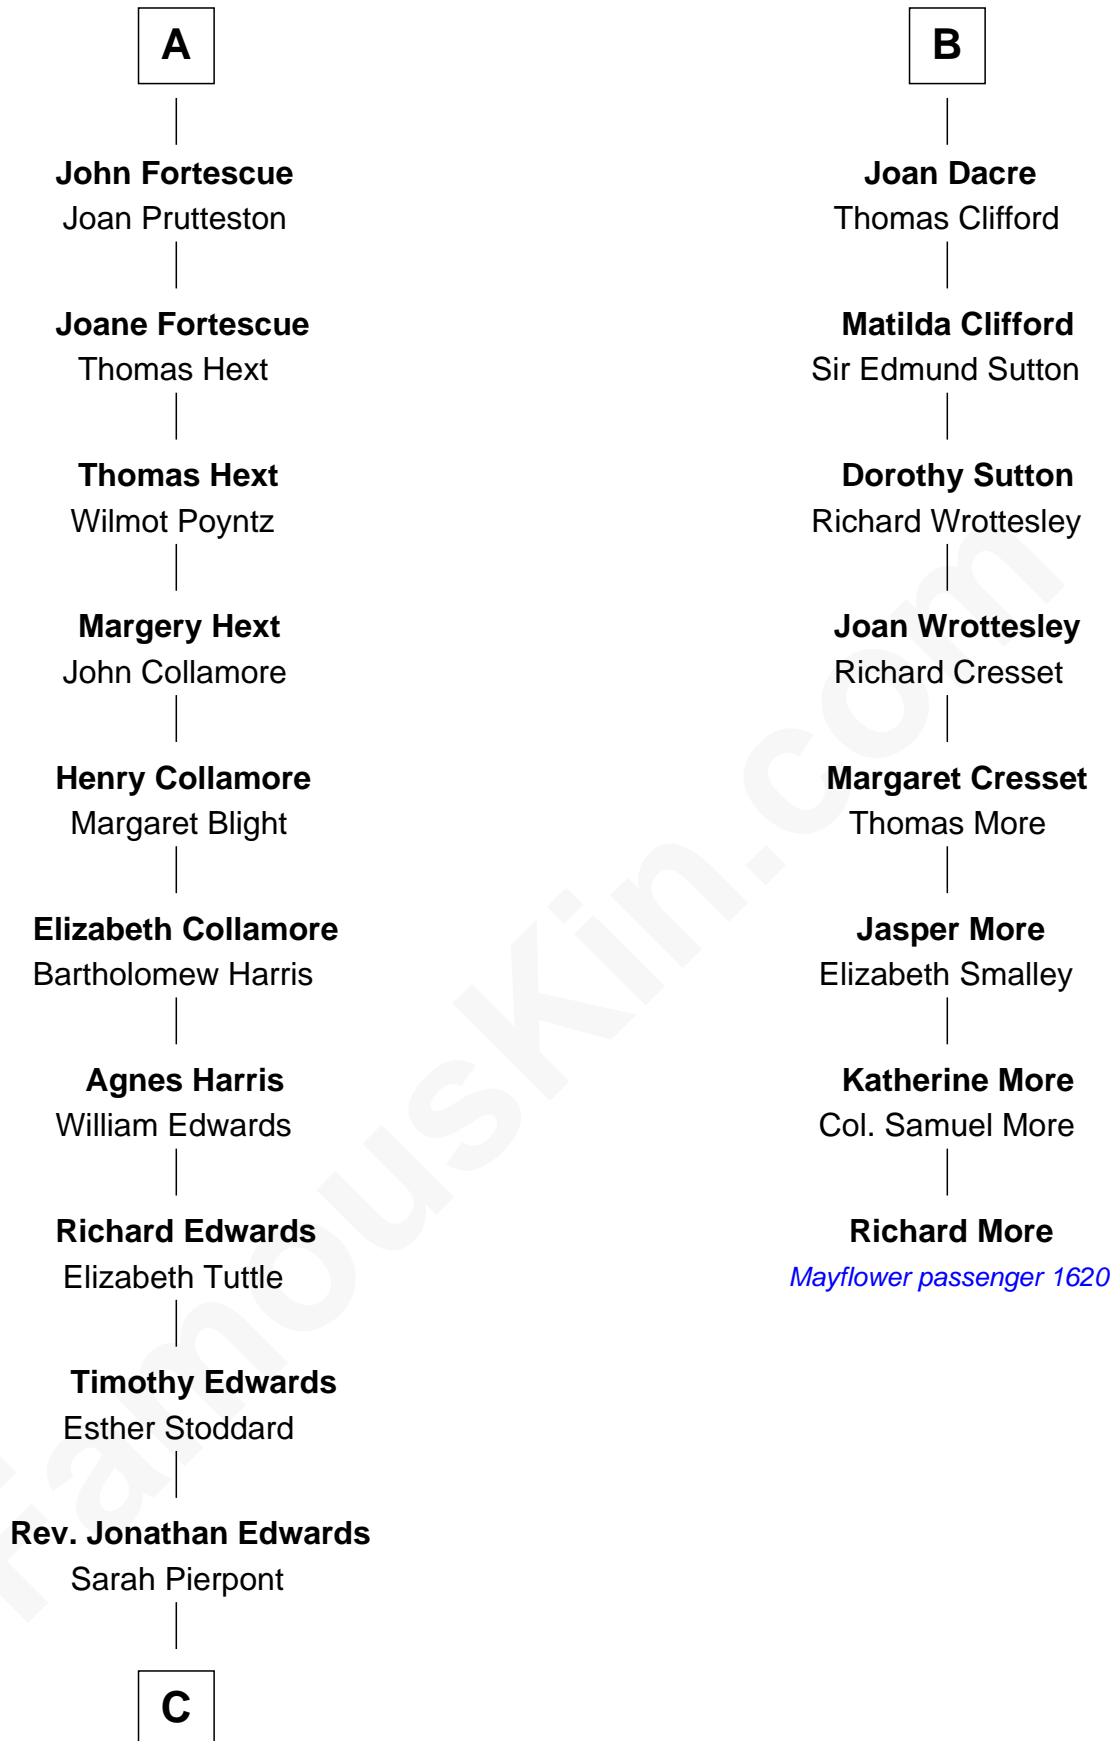 A
John Fortescue
Joan Prutteston
Joane Fortescue
Thomas Hext
Thomas Hext
Wilmot Poyntz
Margery Hext
John Collamore
Henry Collamore
Margaret Blight
Elizabeth Collamore
Bartholomew Harris
Agnes Harris
William Edwards
Richard Edwards
Elizabeth Tuttle
Timothy Edwards
Esther Stoddard
Rev. Jonathan Edwards
Sarah Pierpont
C
B
Joan Dacre
Thomas Clifford
Matilda Clifford
Sir Edmund Sutton
Dorothy Sutton
Richard Wrottesley
Joan Wrottesley
Richard Cresset
Margaret Cresset
Thomas More
Jasper More
Elizabeth Smalley
Katherine More
Col. Samuel More
Richard More
Mayflower passenger 1620
FamousKin.com